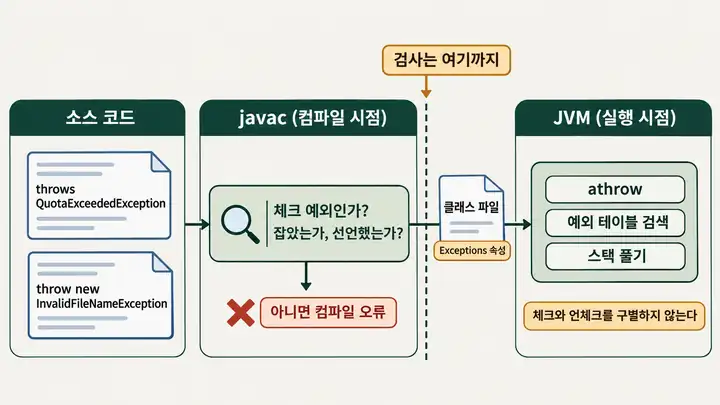 검사는 여기까지
소스 코드
throws
QuotaExceededException
throw new
InvalidFileNameException
javac (컴파일 시점)
체크 예외인가?
잡았는가, 선언했는가?
아니면 컴파일 오류
클래스 파일
Exceptions 속성
JVM (실행 시점)
athrow
예외 테이블 검색
스택 풀기
체크와 언체크를 구별하지 않는다